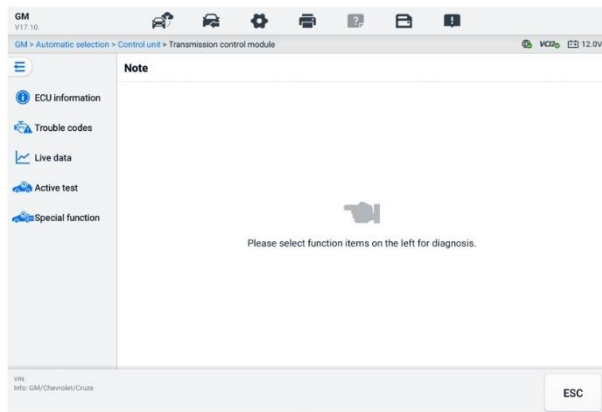 GM
V17.10.
GM > Automatic selection > Control unit > Transmission control module
VCI 12.0V
Note
ECU information
Trouble codes
Live data
Active test
Special function
Please select function items on the left for diagnosis.
VIN:
Info: GM/Chevrolet/Cruze
ESC